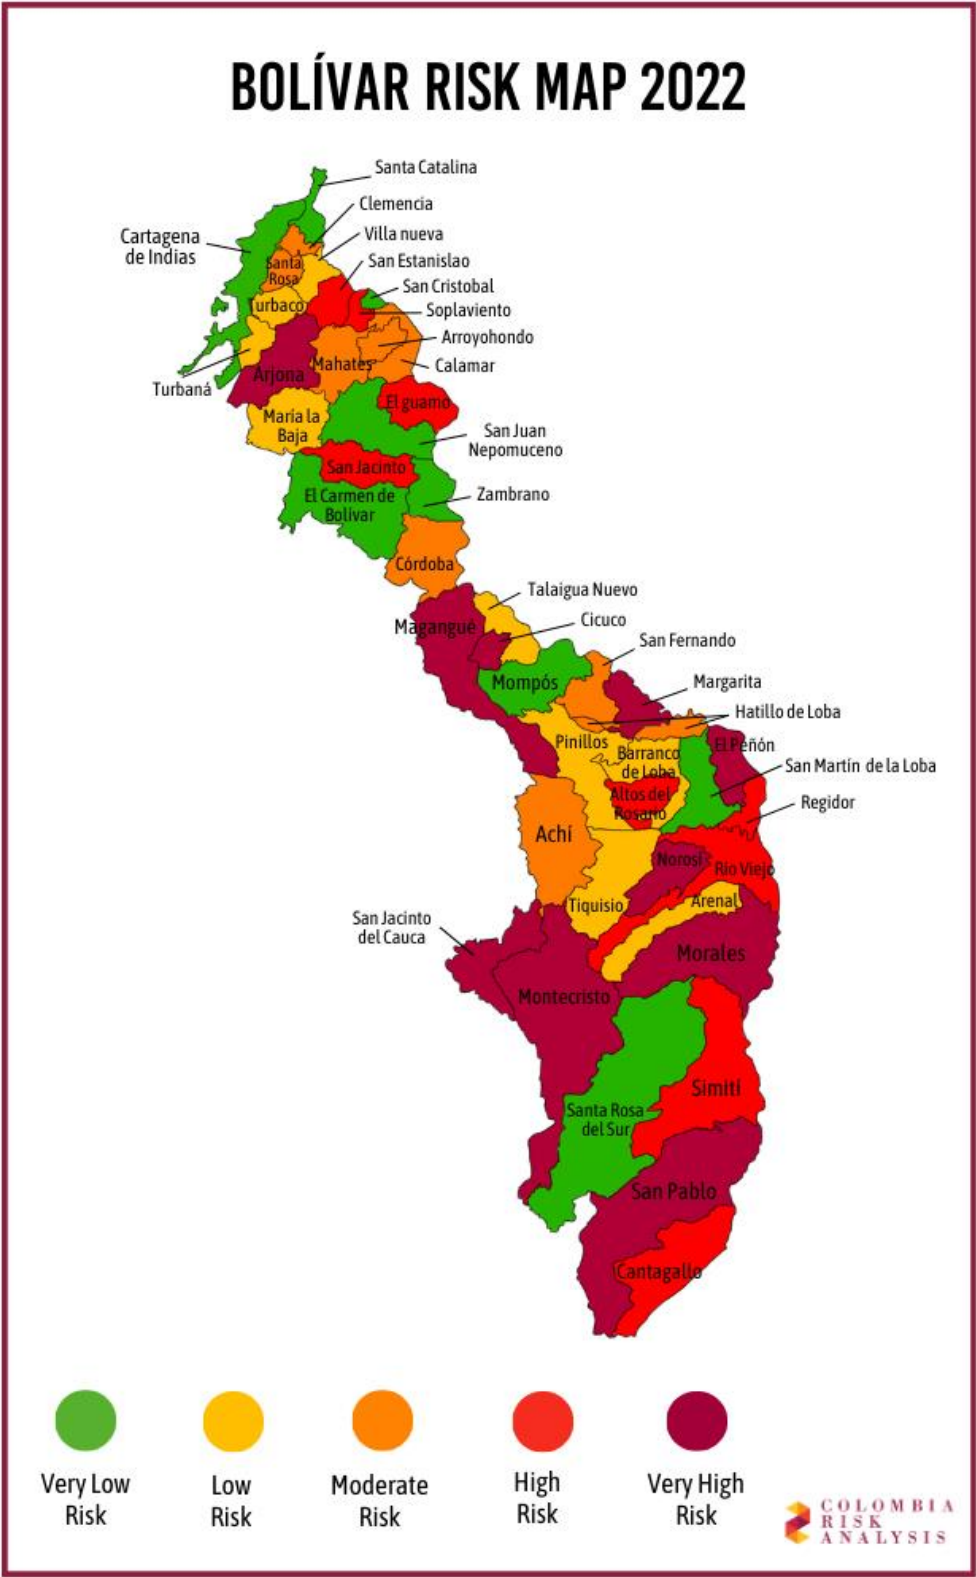 BOLÍVAR RISK MAP 2022
Santa Catalina
Clemencia
Villa nueva
Cartagena
de Indias
San Estanislao
Santa
Rosa
San Cristobal
Turbaco
Soplaviento
Arroyohondo
Mahates
Calamar
Arjona
Turbaná
El guamo
María la
Baja
San Juan
Nepomuceno
San Jacinto
Zambrano
El Carmen de
Bolívar
Córdoba
Talaigua Nuevo
Cicuco
Magangué
San Fernando
Mompós
Margarita
Hatillo de Loba
Pinillos
El Peñón
Barranco
de Loba
San Martín de la Loba
Altos del
Rosario
Regidor
Achí
Norosí
Río Viejo
Tiquisio
Arenal
San Jacinto
del Cauca
Morales
Montecristo
Simití
Santa Rosa
del Sur
San Pablo
Cantagallo
Very Low
Risk
Low
Risk
Moderate
Risk
High
Risk
Very High
Risk
COLOMBIA
RISK
ANALYSIS